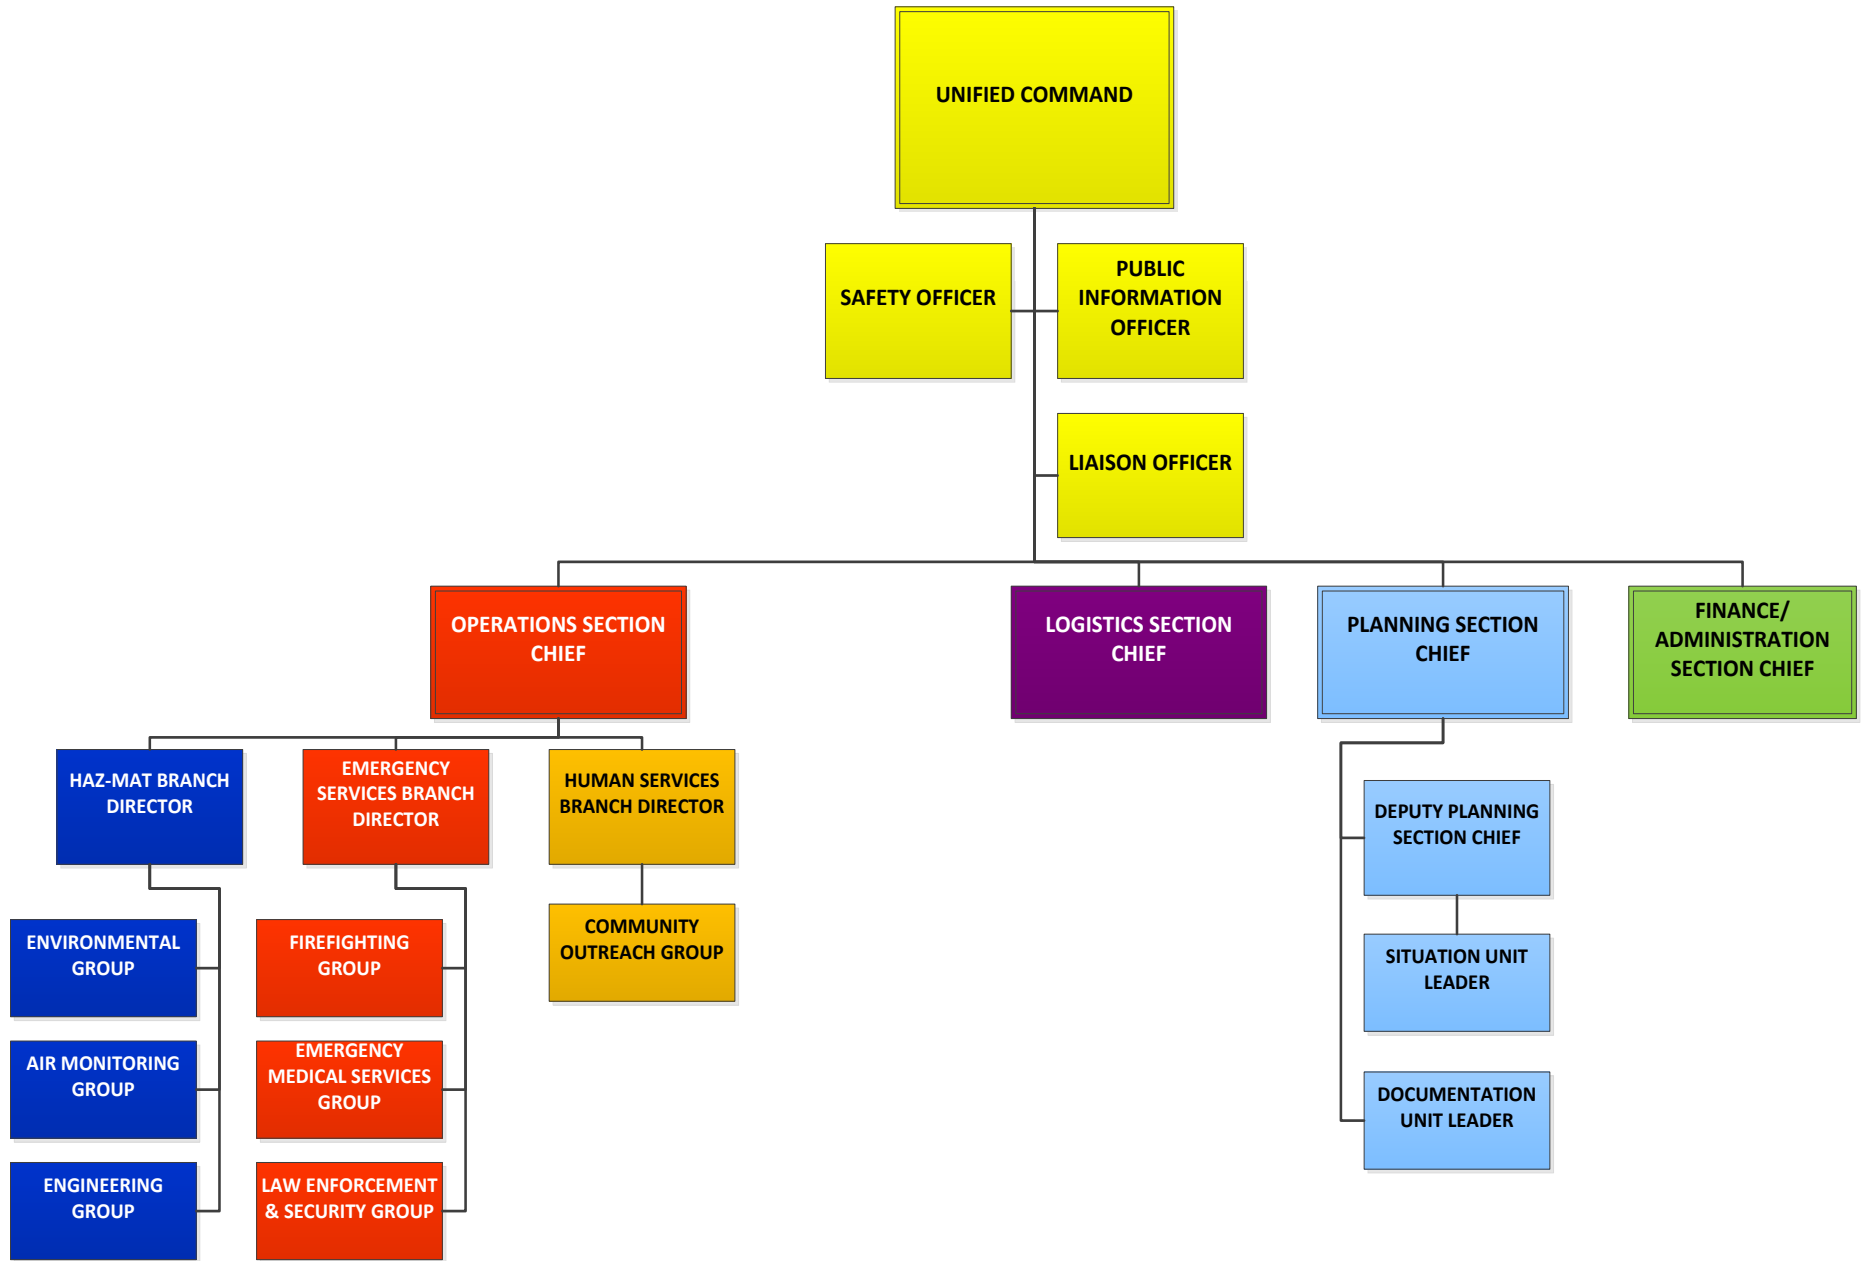 UNIFIED COMMAND
SAFETY OFFICER
PUBLIC
INFORMATION
OFFICER
LIAISON OFFICER
OPERATIONS SECTION
CHIEF
LOGISTICS SECTION
CHIEF
PLANNING SECTION
CHIEF
FINANCE/
ADMINISTRATION
SECTION CHIEF
HAZ-MAT BRANCH
DIRECTOR
EMERGENCY
SERVICES BRANCH
DIRECTOR
HUMAN SERVICES
BRANCH DIRECTOR
DEPUTY PLANNING
SECTION CHIEF
ENVIRONMENTAL
GROUP
FIREFIGHTING
GROUP
COMMUNITY
OUTREACH GROUP
SITUATION UNIT
LEADER
AIR MONITORING
GROUP
EMERGENCY
MEDICAL SERVICES
GROUP
DOCUMENTATION
UNIT LEADER
ENGINEERING
GROUP
LAW ENFORCEMENT
& SECURITY GROUP